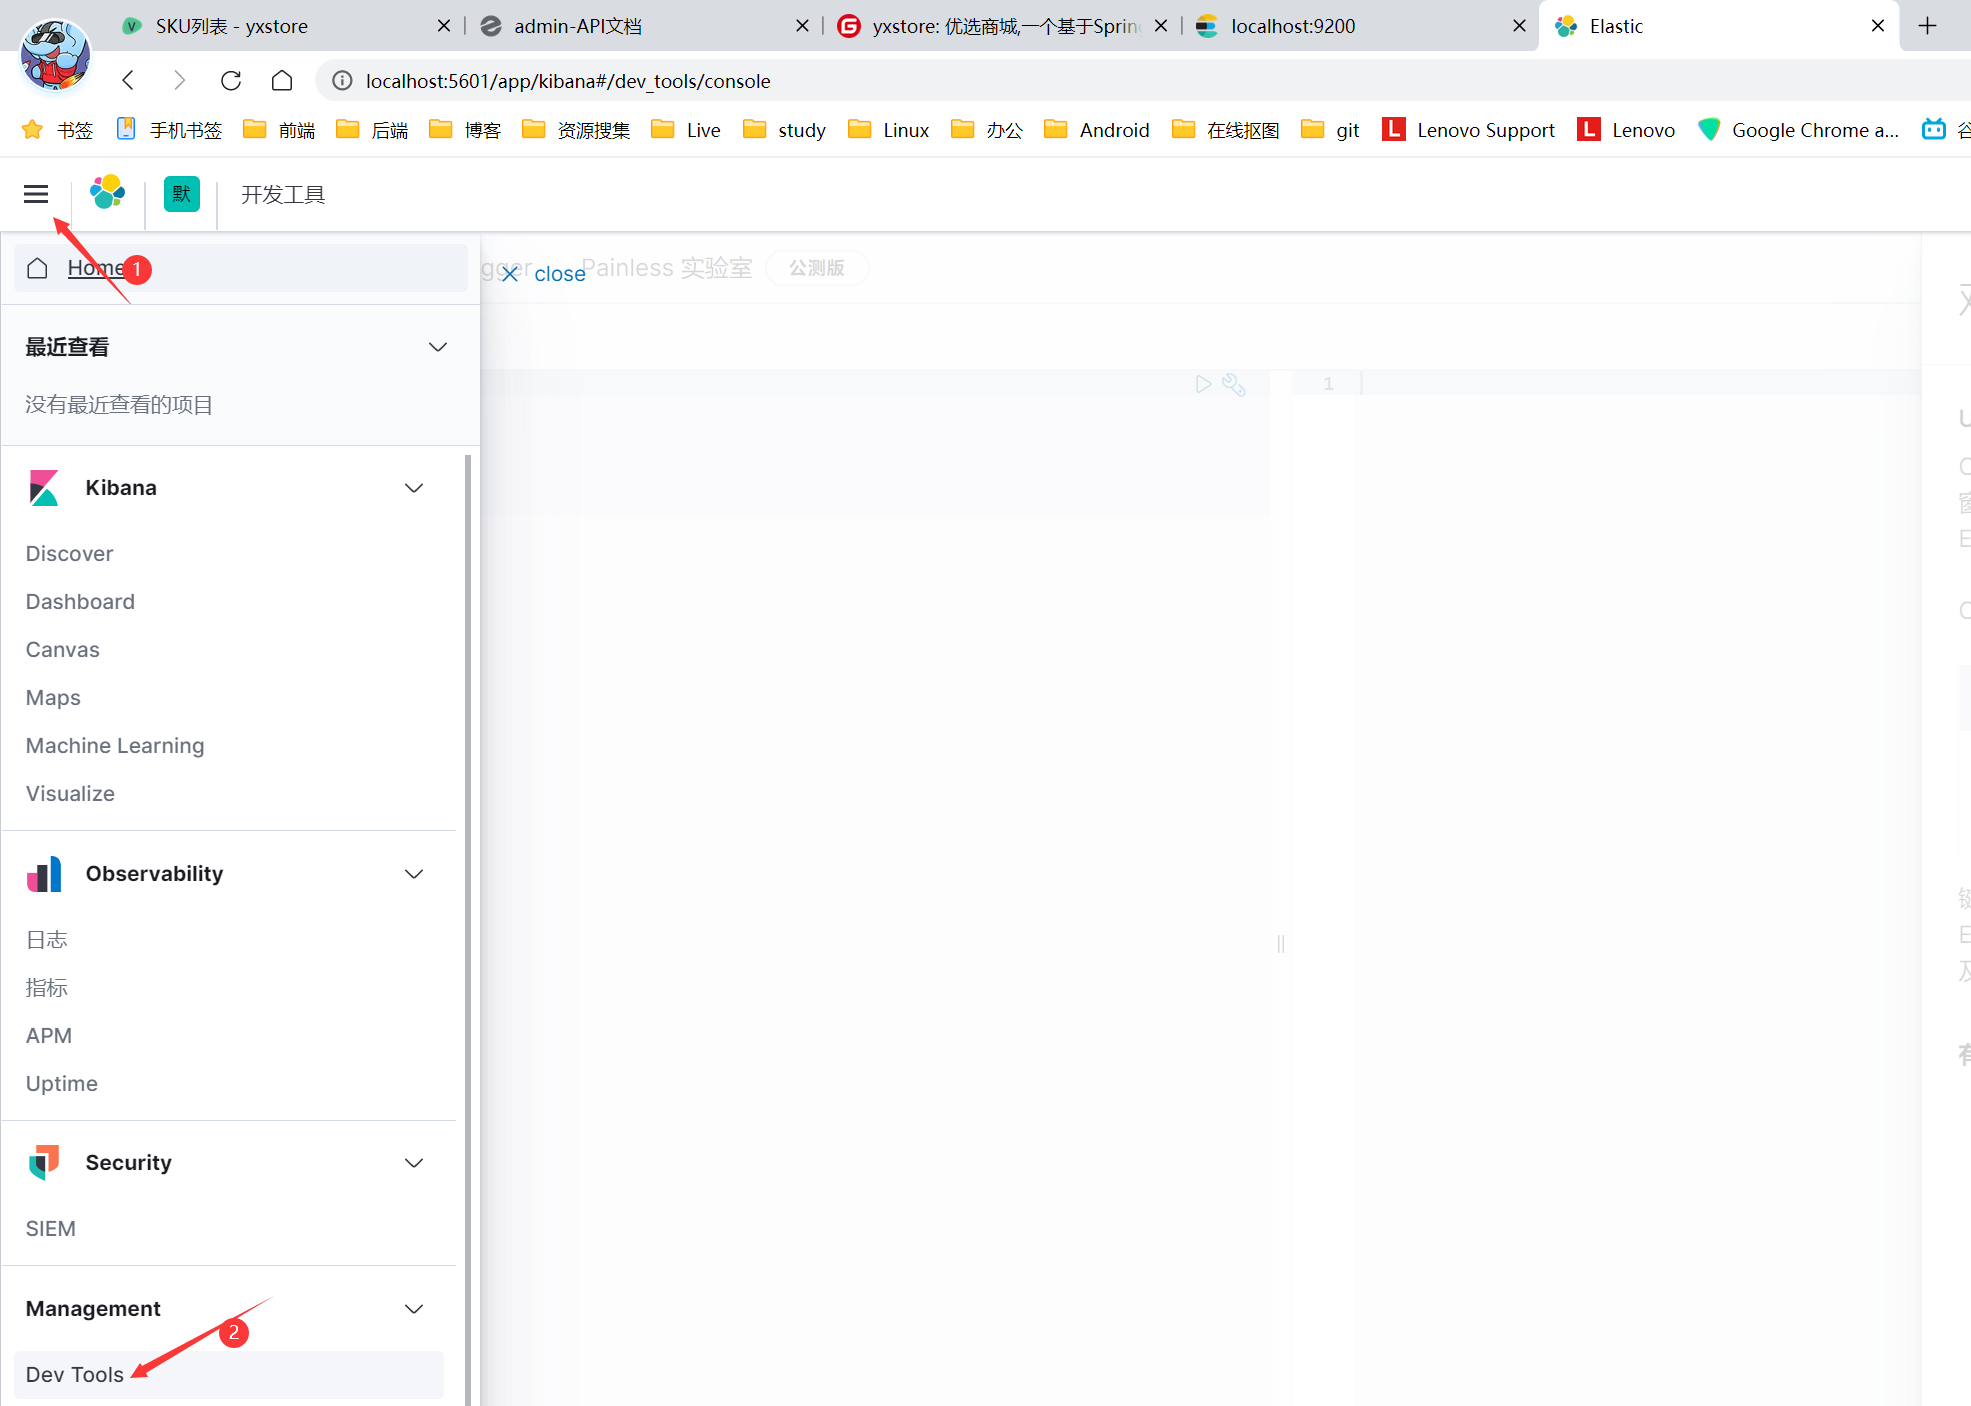 SKU列表 - yxstore
admin-API文档
yxstore: 优选商城,一个基于Sprin
localhost:9200
Elastic
localhost:5601/app/kibana#/dev_tools/console
书签
手机书签
前端
后端
博客
资源搜集
Live
study
Linux
办公
Android
在线抠图
git
Lenovo Support
Lenovo
Google Chrome a...
谷
默
开发工具
Home
1
gger
close
Painless 实验室
公测版
最近查看
没有最近查看的项目
1
Kibana
Discover
Dashboard
Canvas
Maps
Machine Learning
Visualize
Observability
日志
指标
APM
Uptime
Security
SIEM
Management
2
Dev Tools